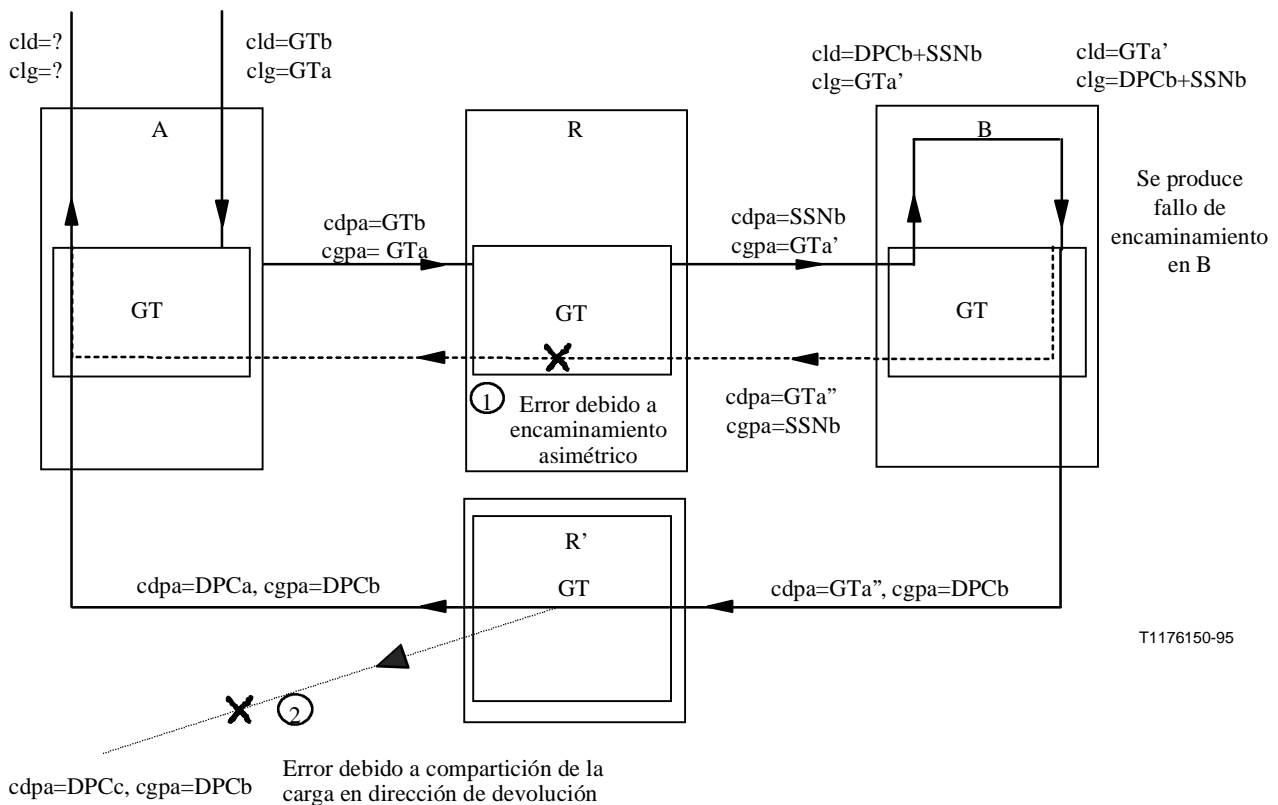 cld=?
clg=?
cld=GTb
clg=GTa
cld=DPCb+SSNb
clg=GTa’
cld=GTa’
clg=DPCb+SSNb
A
R
B
Se produce
fallo de
encaminamiento
en B
cdpa=GTb
cgpa= GTa
cdpa=SSNb
cgpa=GTa’
GT
GT
GT
cdpa=GTa”
cgpa=SSNb
1
Error debido a
encaminamiento
asimétrico
R’
GT
cdpa=DPCa, cgpa=DPCb
cdpa=GTa”, cgpa=DPCb
T1176150-95
2
cdpa=DPCc, cgpa=DPCb
Error debido a compartición de la
carga en dirección de devolución